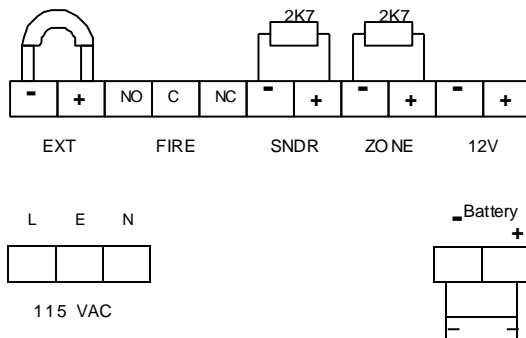 2K7 2K7
- + NO C NC - + - + - +
EXT FIRE SNDR ZONE 12V
L E N
- Battery
+
115 VAC
- -